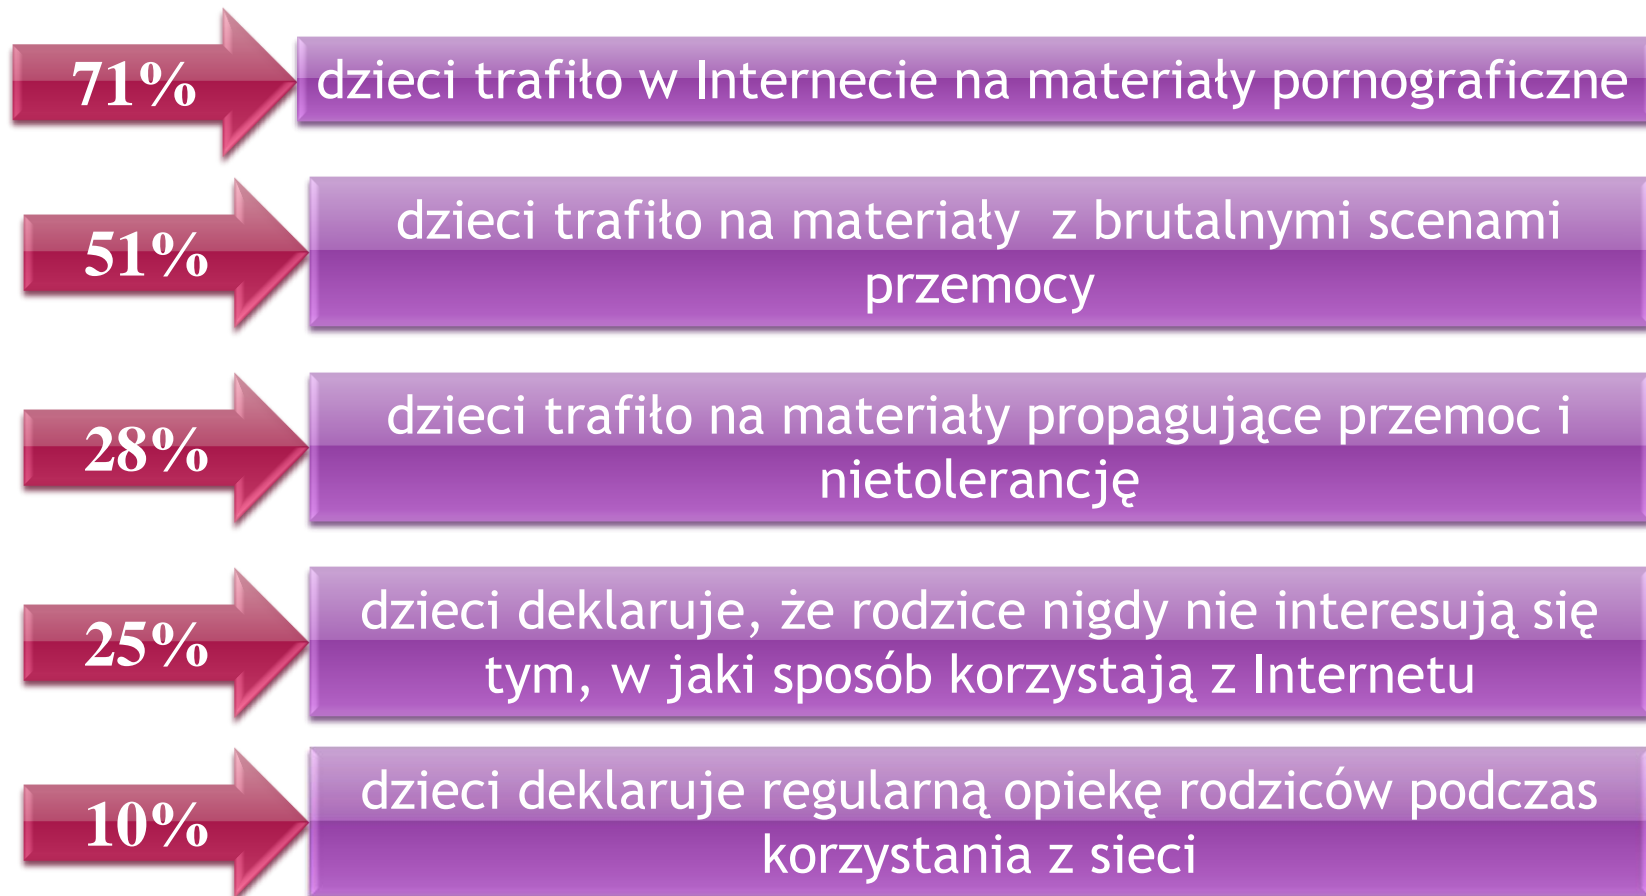 71%
dzieci trafiło w Internecie na materiały pornograficzne
51%
dzieci trafiło na materiały  z brutalnymi scenami
przemocy
28%
dzieci trafiło na materiały propagujące przemoc i
nietolerancję
25%
dzieci deklaruje, że rodzice nigdy nie interesują się
tym, w jaki sposób korzystają z Internetu
10%
dzieci deklaruje regularną opiekę rodziców podczas
korzystania z sieci